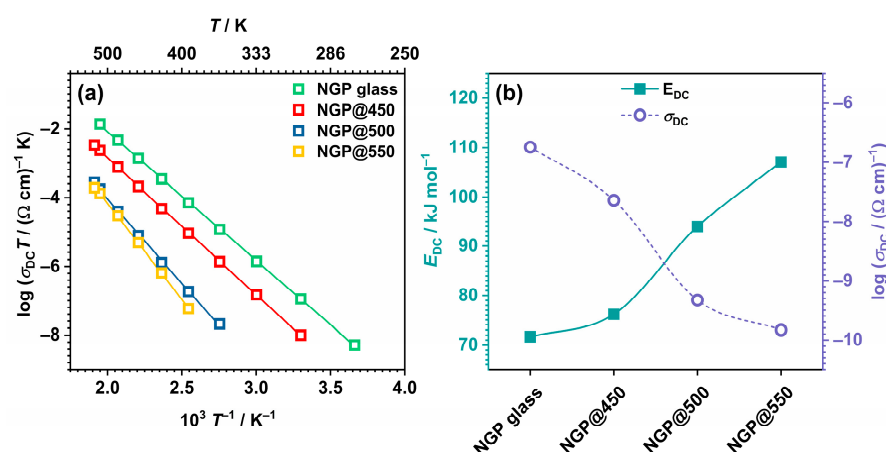 T / K
500 400 333 286 250
(a)
NGP glass
NGP@450
NGP@500
NGP@550
log (σDC T / (Ω cm)⁻¹ K)
−2
−4
−6
−8
2.0 2.5 3.0 3.5 4.0
10³ T⁻¹ / K⁻¹
(b)
EDC
σDC
EDC / kJ mol⁻¹
120
110
100
90
80
70
−6
−7
−8
−9
−10
log (σDC / (Ω cm)⁻¹)
NGP glass
NGP@450
NGP@500
NGP@550